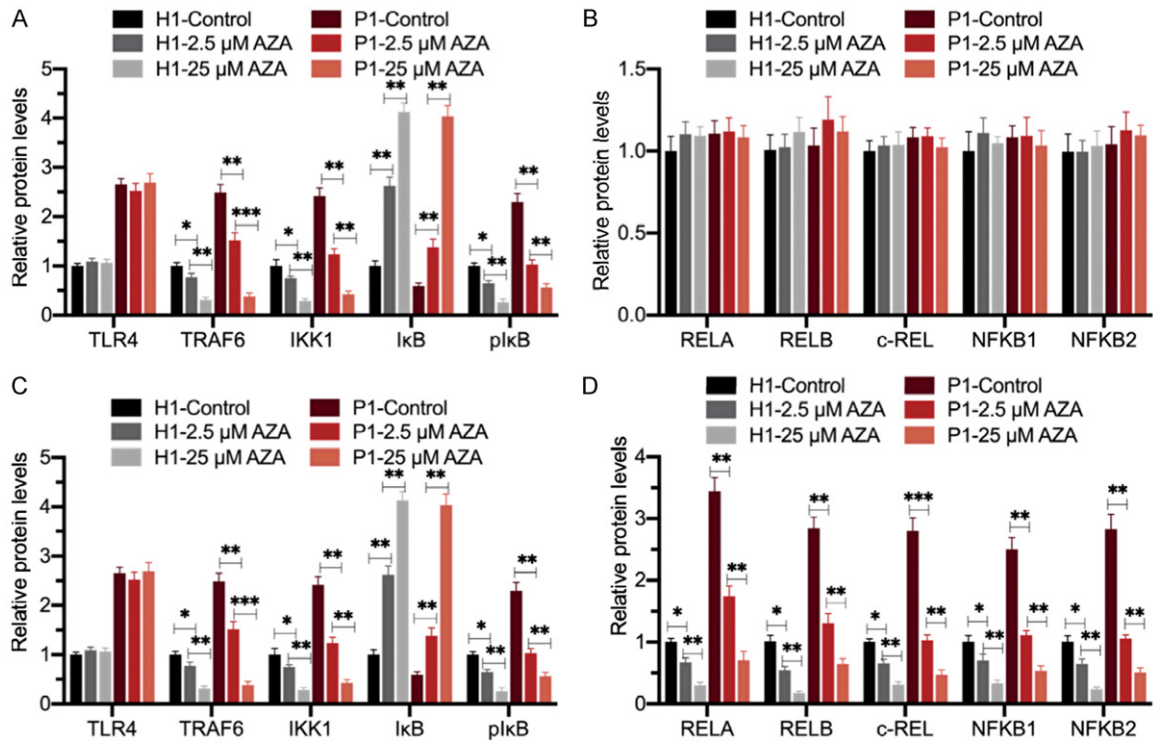 A
H1-Control P1-Control
H1-2.5 µM AZA P1-2.5 µM AZA
H1-25 µM AZA P1-25 µM AZA
Relative protein levels
5
4
3
2
1
0
** ** ** ** ** ** ** * ** *** * ** ** * ** **
TLR4 TRAF6 IKK1 IκB pIκB
B
H1-Control P1-Control
H1-2.5 µM AZA P1-2.5 µM AZA
H1-25 µM AZA P1-25 µM AZA
Relative protein levels
1.5
1.0
0.5
0.0
RELA RELB c-REL NFKB1 NFKB2
C
H1-Control P1-Control
H1-2.5 µM AZA P1-2.5 µM AZA
H1-25 µM AZA P1-25 µM AZA
Relative protein levels
5
4
3
2
1
0
** ** ** ** ** ** ** * ** *** * ** ** * ** **
TLR4 TRAF6 IKK1 IκB pIκB
D
H1-Control P1-Control
H1-2.5 µM AZA P1-2.5 µM AZA
H1-25 µM AZA P1-25 µM AZA
Relative protein levels
4
3
2
1
0
** ** *** ** **
* ** ** * ** ** * ** ** * ** ** * ** **
RELA RELB c-REL NFKB1 NFKB2